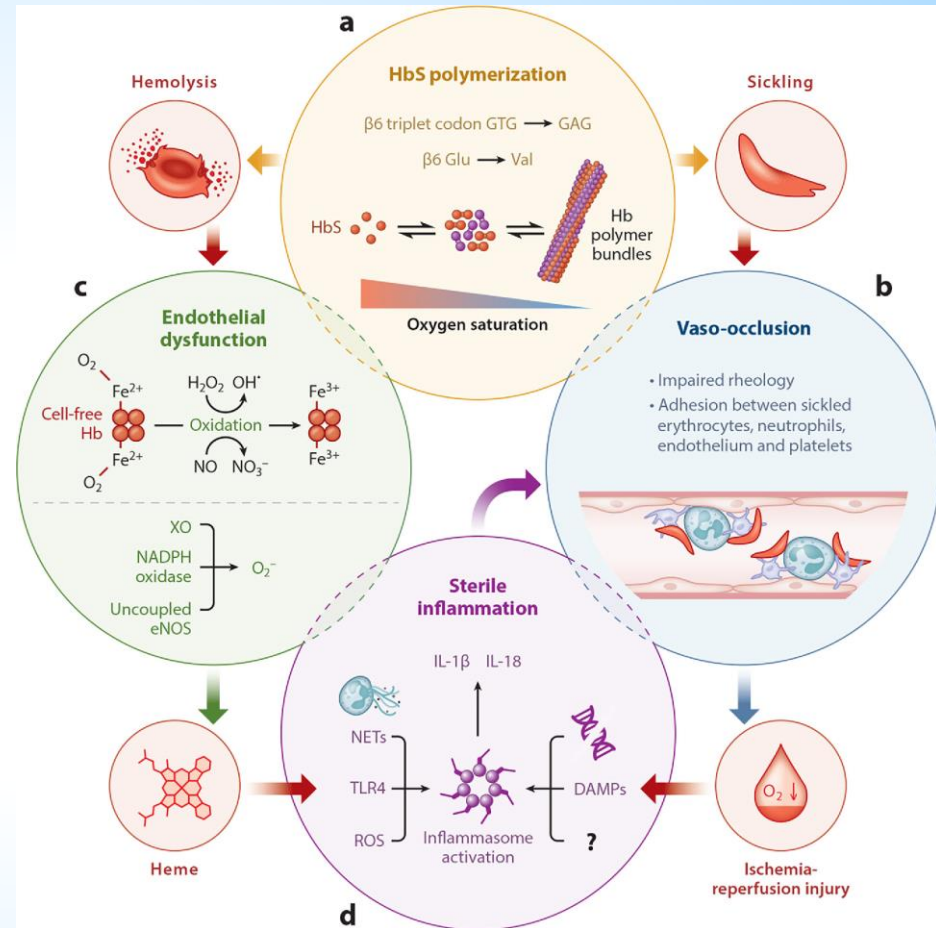 a
HbS polymerization
β6 triplet codon GTG → GAG
β6 Glu → Val
HbS
Hb
polymer
bundles
Oxygen saturation
Hemolysis
Sickling
c
Endothelial
dysfunction
O₂
Fe²⁺
Cell-free
Hb
Fe²⁺
O₂
H₂O₂ OH•
Oxidation
NO NO₃⁻
Fe³⁺
Fe³⁺
XO
NADPH
oxidase
Uncoupled
eNOS
O₂⁻
b
Vaso-occlusion
• Impaired rheology
• Adhesion between sickled
erythrocytes, neutrophils,
endothelium and platelets
Sterile
inflammation
IL-1β IL-18
NETs
TLR4
ROS
Inflammasome
activation
DAMPs
?
d
Heme
O₂ ↓
Ischemia-
reperfusion injury